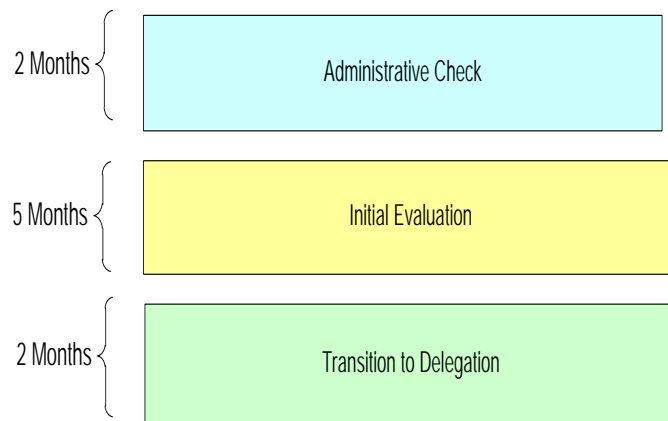 2 Months
Administrative Check
5 Months
Initial Evaluation
2 Months
Transition to Delegation